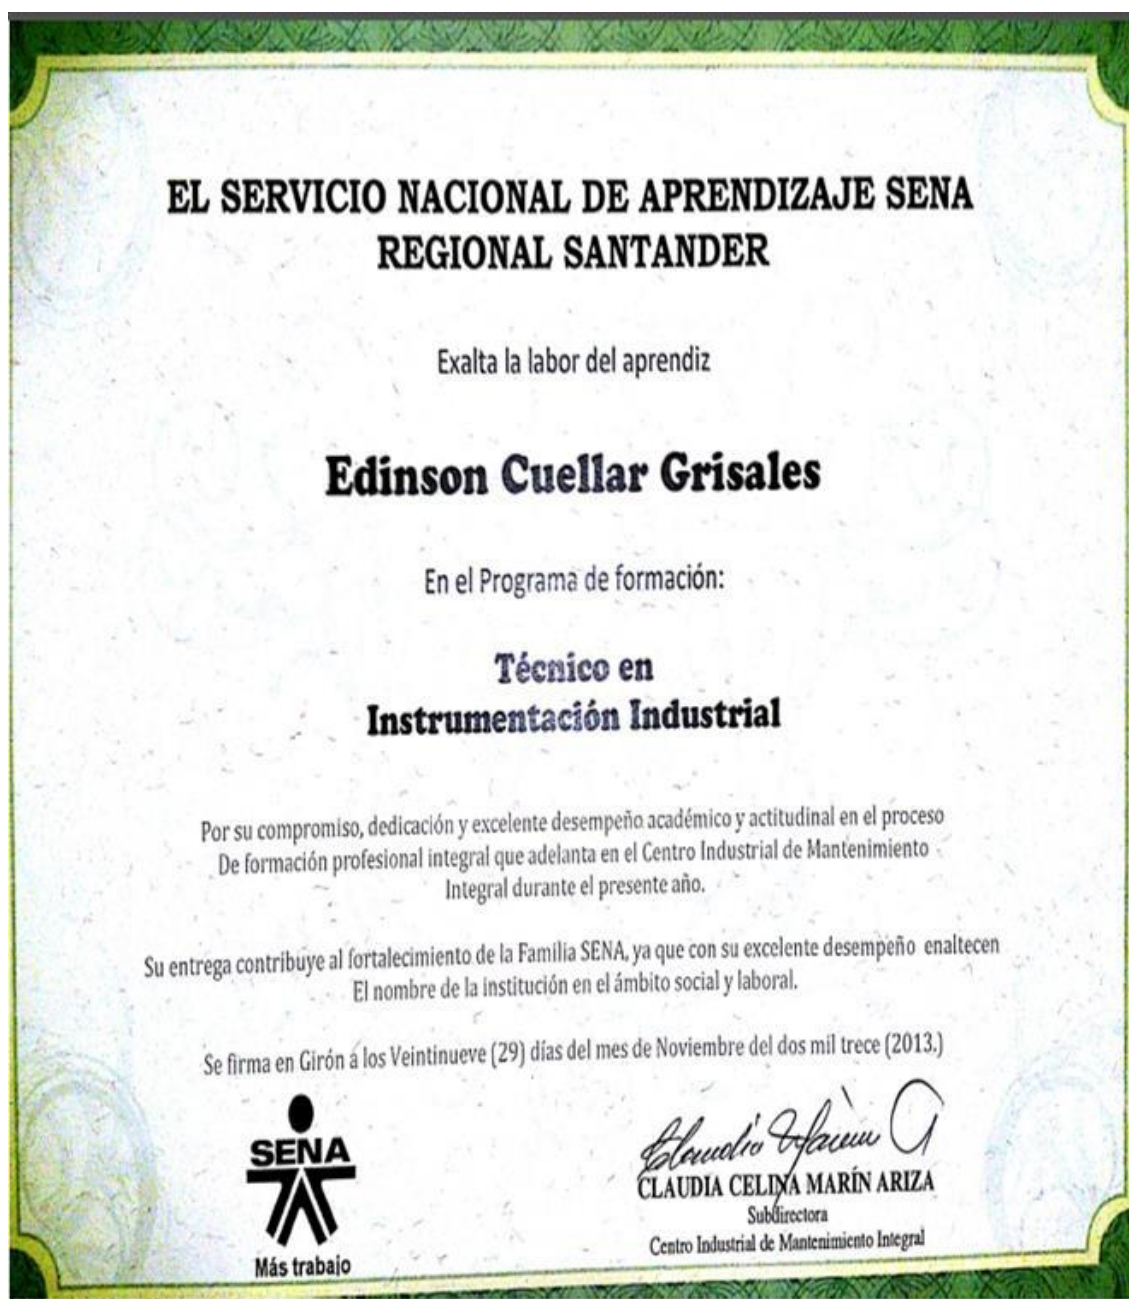 EL SERVICIO NACIONAL DE APRENDIZAJE SENA
REGIONAL SANTANDER
Exalta la labor del aprendiz
Edinson Cuellar Grisales
En el Programa de formación:
Técnico en
Instrumentación Industrial
Por su compromiso, dedicación y excelente desempeño académico y actitudinal en el proceso
De formación profesional integral que adelanta en el Centro Industrial de Mantenimiento
Integral durante el presente año.
Su entrega contribuye al fortalecimiento de la Familia SENA, ya que con su excelente desempeño enaltecen
El nombre de la institución en el ámbito social y laboral.
Se firma en Girón a los Veintinueve (29) días del mes de Noviembre del dos mil trece (2013.)
SENA
Más trabajo
CLAUDIA CELINA MARÍN ARIZA
Subdirectora
Centro Industrial de Mantenimiento Integral